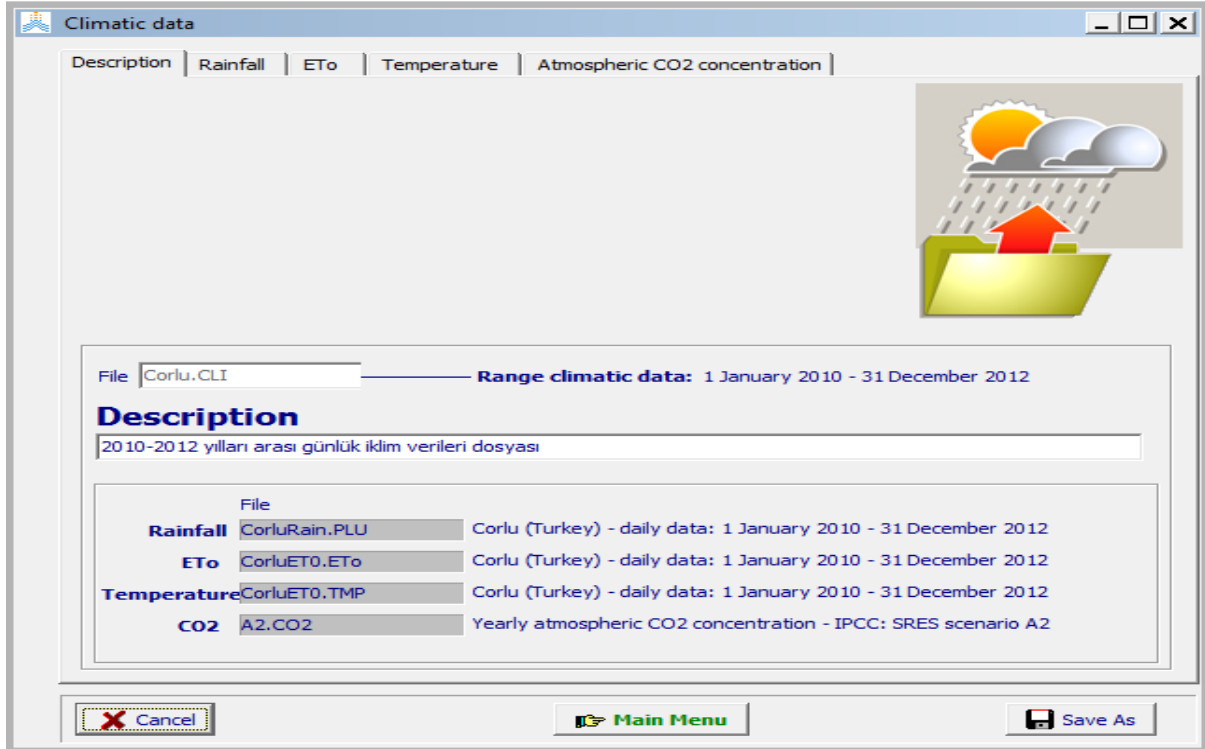 Climatic data
Description Rainfall ETo Temperature Atmospheric CO2 concentration
File Corlu.CLI Range climatic data: 1 January 2010 - 31 December 2012
Description
2010-2012 yılları arası günlük iklim verileri dosyası
File
Rainfall CorluRain.PLU Corlu (Turkey) - daily data: 1 January 2010 - 31 December 2012
ETo CorluET0.ETo Corlu (Turkey) - daily data: 1 January 2010 - 31 December 2012
Temperature CorluET0.TMP Corlu (Turkey) - daily data: 1 January 2010 - 31 December 2012
CO2 A2.CO2 Yearly atmospheric CO2 concentration - IPCC: SRES scenario A2
Cancel Main Menu Save As